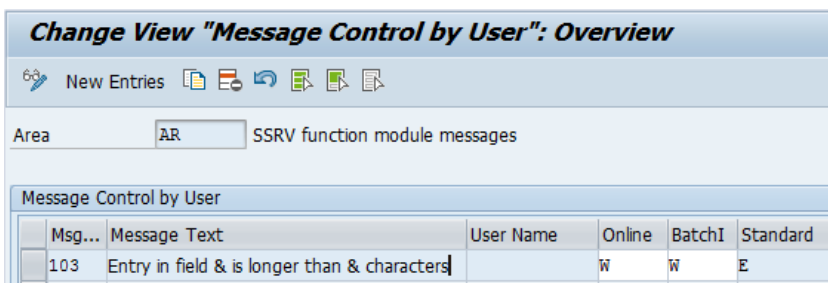 Change View "Message Control by User": Overview
New Entries
Area AR SSRV function module messages
Message Control by User
Msg... Message Text User Name Online BatchI Standard
103 Entry in field & is longer than & characters W W E